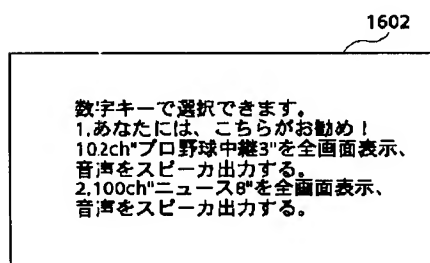 1602
数字キーで選択できます。
1.あなたには、こちらがお勧め！
102ch"プロ野球中継3"を全画面表示、
音声をスピーカ出力する。
2.100ch"ニュース8"を全画面表示、
音声をスピーカ出力する。